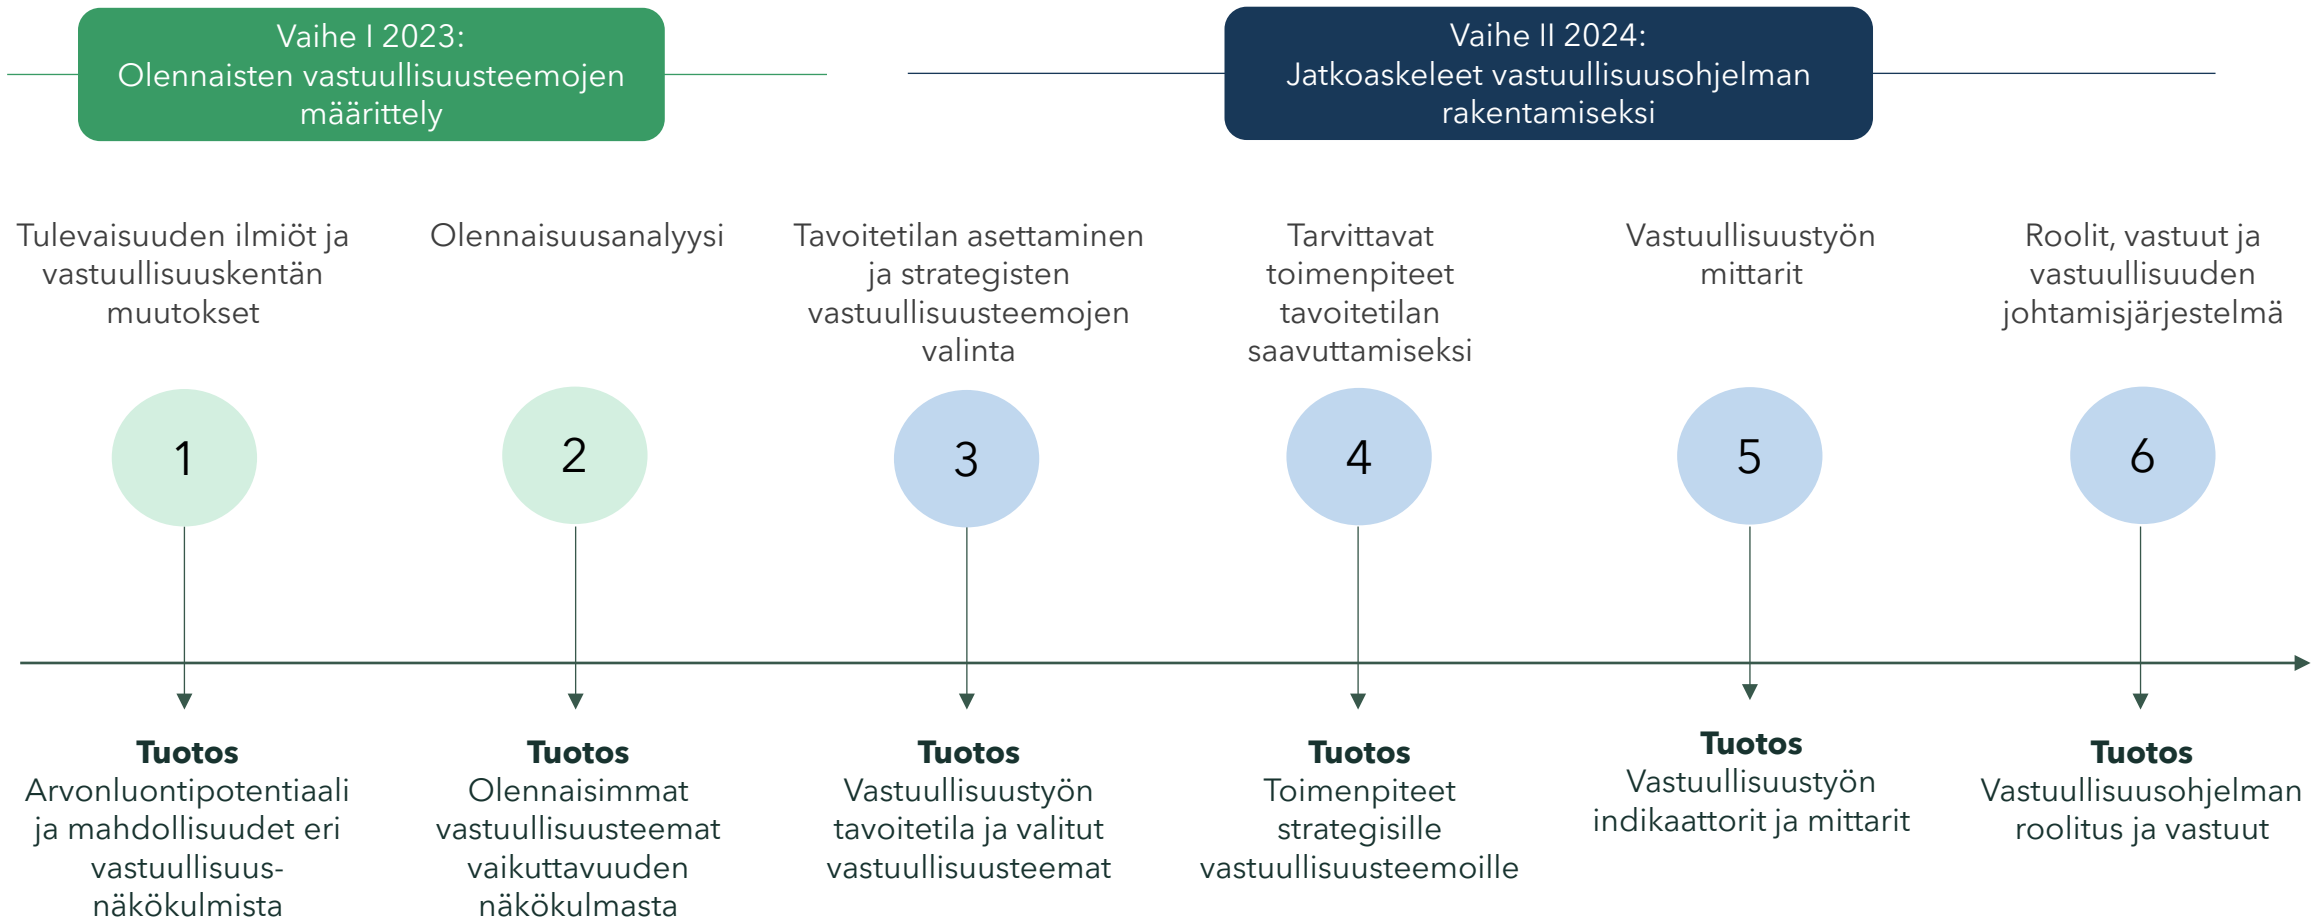 Vaihe I 2023:
Olennaisten vastuullisuusteemojen
määrittely
Vaihe II 2024:
Jatkoaskeleet vastuullisuusohjelman
rakentamiseksi
Tulevaisuuden ilmiöt ja
vastuullisuuskentän
muutokset
Olennaisuusanalyysi
Tavoitetilan asettaminen
ja strategisten
vastuullisuusteemojen
valinta
Tarvittavat
toimenpiteet
tavoitetilan
saavuttamiseksi
Vastuullisuustyön
mittarit
Roolit, vastuut ja
vastuullisuuden
johtamisjärjestelmä
1
2
3
4
5
6
Tuotos
Arvonluontipotentiaali
ja mahdollisuudet eri
vastuullisuus-
näkökulmista
Tuotos
Olennaisimmat
vastuullisuusteemat
vaikuttavuuden
näkökulmasta
Tuotos
Vastuullisuustyön
tavoitetila ja valitut
vastuullisuusteemat
Tuotos
Toimenpiteet
strategisille
vastuullisuusteemoille
Tuotos
Vastuullisuustyön
indikaattorit ja mittarit
Tuotos
Vastuullisuusohjelman
roolitus ja vastuut